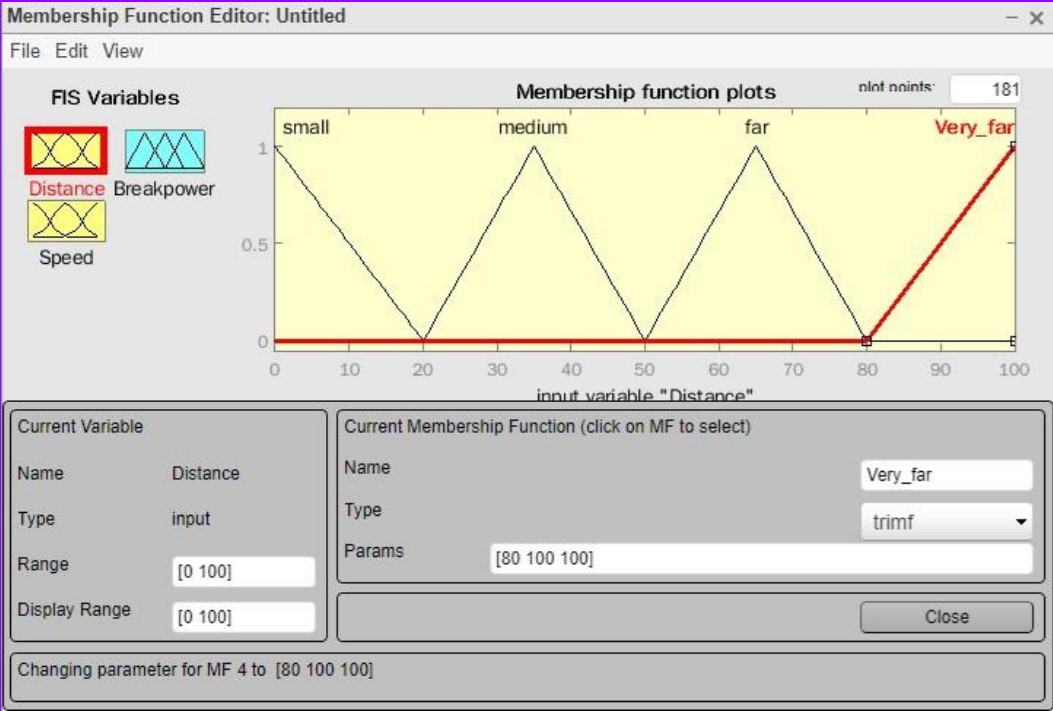 Membership Function Editor: Untitled
File Edit View
FIS Variables
Distance
Breakpower
Speed
Membership function plots
plot points:
181
small
medium
far
Very_far
1
0.5
0
0 10 20 30 40 50 60 70 80 90 100
input variable "Distance"
Current Variable
Name Distance
Type input
Range [0 100]
Display Range [0 100]
Current Membership Function (click on MF to select)
Name Very_far
Type trimf
Params [80 100 100]
Close
Changing parameter for MF 4 to [80 100 100]